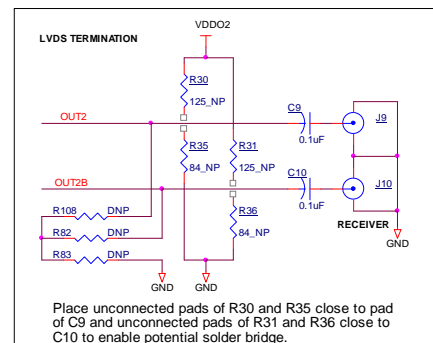 LVDS TERMINATION
VDDO2
R30
125_NP
OUT2
R35
84_NP
R31
125_NP
C9
0.1uF
J9
OUT2B
C10
0.1uF
J10
R36
84_NP
RECEIVER
R108 DNP
R82 DNP
R83 DNP
GND
GND
GND
Place unconnected pads of R30 and R35 close to pad
of C9 and unconnected pads of R31 and R36 close to
C10 to enable potential solder bridge.